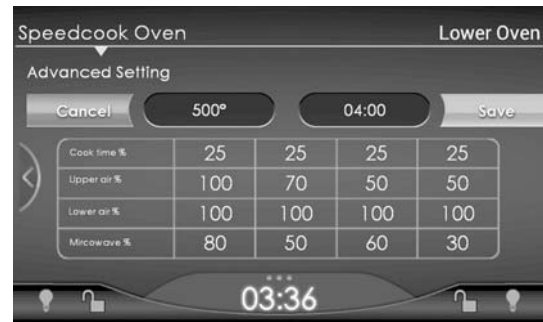 Speedcook Oven Lower Oven
Advanced Setting
Cancel 500° 04:00 Save
Cook time % 25 25 25 25
Upper air % 100 70 50 50
Lower air % 100 100 100 100
Mircowave % 80 50 60 30
03:36